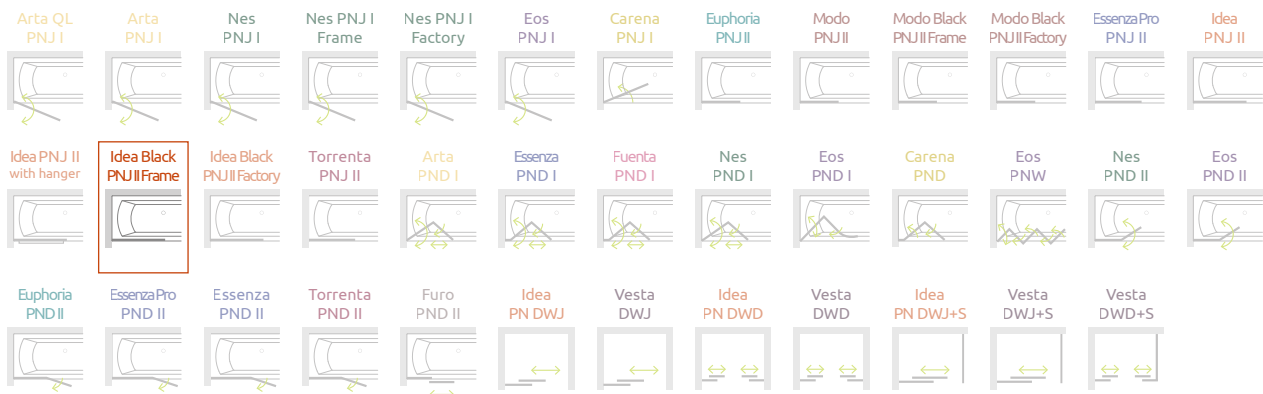 Arta QL
PNJ I
Arta
PNJ I
Nes
PNJ I
Nes PNJ I
Frame
Nes PNJ I
Factory
Eos
PNJ I
Carena
PNJ I
Euphoria
PNJ II
Modo
PNJ II
Modo Black
PNJ II Frame
Modo Black
PNJ II Factory
Essenza Pro
PNJ II
Idea
PNJ II
Idea PNJ II
with hanger
Idea Black
PNJ II Frame
Idea Black
PNJ II Factory
Torrenta
PNJ II
Arta
PND I
Essenza
PND I
Fuenta
PND I
Nes
PND I
Eos
PND I
Carena
PND
Eos
PNW
Nes
PND II
Eos
PND II
Euphoria
PND II
Essenza Pro
PND II
Essenza
PND II
Torrenta
PND II
Furo
PND II
Idea
PN DWJ
Vesta
DWJ
Idea
PN DWD
Vesta
DWD
Idea
PN DWJ+S
Vesta
DWJ+S
Vesta
DWD+S